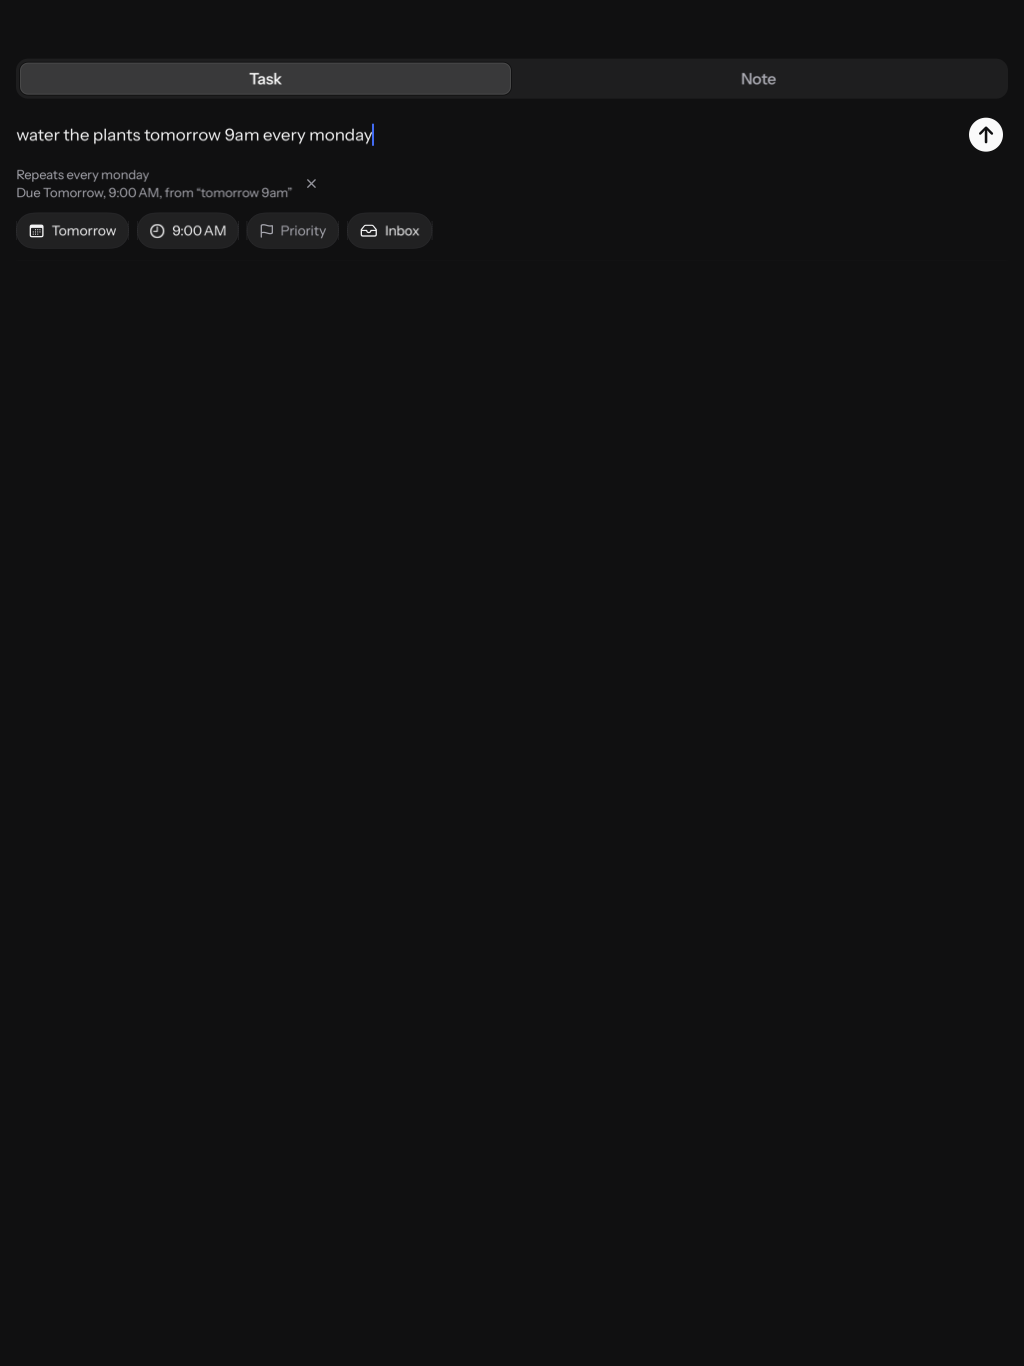 Task
Note
water the plants tomorrow 9am every monday
Repeats every monday
Due Tomorrow, 9:00 AM, from “tomorrow 9am”
Tomorrow
9:00 AM
Priority
Inbox